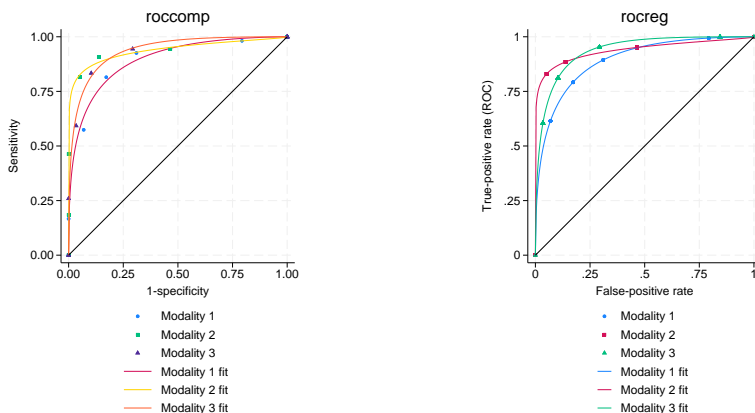 roccomp
1.00
0.75
0.50
0.25
0.00
Sensitivity
0.00 0.25 0.50 0.75 1.00
1-specificity
Modality 1
Modality 2
Modality 3
Modality 1 fit
Modality 2 fit
Modality 3 fit
rocreg
1
.75
.5
.25
0
True-positive rate (ROC)
0 .25 .5 .75 1
False-positive rate
Modality 1
Modality 2
Modality 3
Modality 1 fit
Modality 2 fit
Modality 3 fit